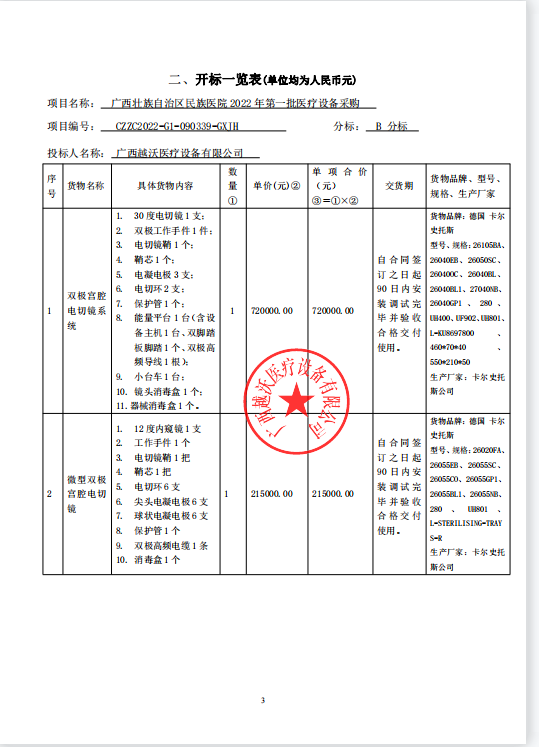 二、开标一览表(单位均为人民币元)
项目名称: 广西壮族自治区民族医院 2022 年第一批医疗设备采购
项目编号: CZZC2022-G1-090339-GXJH 分标: B 分标
投标人名称: 广西越沃医疗设备有限公司
序号 货物名称 具体货物内容 数量① 单价(元)② 单项合价(元)③=①×② 交货期 货物品牌、型号、规格、生产厂家
1
双极宫腔
电切镜系
统
1. 30 度电切镜 1 支;
2. 双极工作手件 1 件;
3. 电切镜鞘 1 个;
4. 鞘芯 1 个;
5. 电凝电极 3 支;
6. 电切环 2 支;
7. 保护管 1 个;
8. 能量平台 1 台(含设
备主机 1 台、双脚踏
板脚踏 1 个、双极高
频导线 1 根);
9. 小台车 1 台;
10. 镜头消毒盒 1 个;
11. 器械消毒盒 1 个。
1
720000.00
720000.00
自合同签
订之日起
90 日内安
装调试完
毕并验收
合格交付
使用。
货物品牌: 德国 卡尔
史托斯
型号、规格: 26105BA、
26040EB、26050SC、
26040OC、26040BL、
26040BL1、27040NB、
26040GP1 、 280 、
UH400、UF902、UH801、
L-KU8697800 、
460*70*40 、
550*210*50
生产厂家: 卡尔史托
斯公司
2
微型双极
宫腔电切
镜
1. 12 度内窥镜 1 支
2. 工作手件 1 个
3. 电切镜鞘 1 把
4. 鞘芯 1 把
5. 电切环 6 支
6. 尖头电凝电极 6 支
7. 球状电凝电极 6 支
8. 保护管 1 个
9. 双极高频电缆 1 条
10. 消毒盒 1 个
1
215000.00
215000.00
自合同签
订之日起
90 日内安
装调试完
毕并验收
合格交付
使用。
货物品牌: 德国 卡尔
史托斯
型号、规格: 26020FA、
26055EB、26055SC、
26055CO、26055GP1、
26055BL1、26055NB、
280 、 UH801 、
L-STERILISING-TRAY
S-R
生产厂家: 卡尔史托
斯公司
广西越沃医疗设备有限公司
3